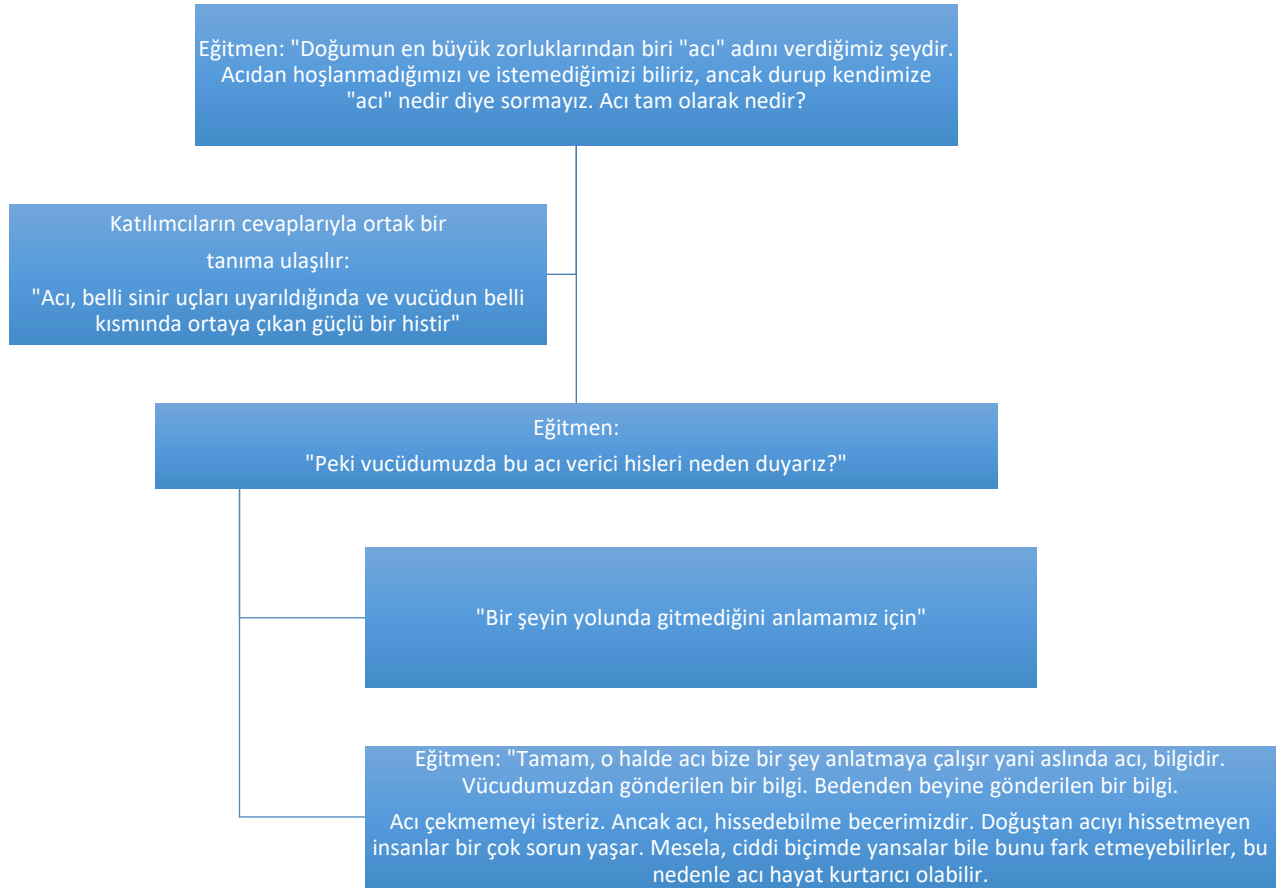 Eğitmen: "Doğumun en büyük zorluklarından biri "acı" adını verdiğimiz şeydir.
Acıdan hoşlanmadığımızı ve istemediğimizi biliriz, ancak durup kendimize
"acı" nedir diye sormayız. Acı tam olarak nedir?
Katılımcıların cevaplarıyla ortak bir
tanıma ulaşılır:
"Acı, belli sinir uçları uyarıldığında ve vucüdun belli
kısmında ortaya çıkan güçlü bir histir"
Eğitmen:
"Peki vucüdumuzda bu acı verici hisleri neden duyarız?"
"Bir şeyin yolunda gitmediğini anlamamız için"
Eğitmen: "Tamam, o halde acı bize bir şey anlatmaya çalışır yani aslında acı, bilgidir.
Vücudumuzdan gönderilen bir bilgi. Bedenden beyine gönderilen bir bilgi.
Acı çekmemeyi isteriz. Ancak acı, hissedebilme becerimizdir. Doğuştan acıyı hissetmeyen
insanlar bir çok sorun yaşar. Mesela, ciddi biçimde yansalar bile bunu fark etmeyebilirler, bu
nedenle acı hayat kurtarıcı olabilir.